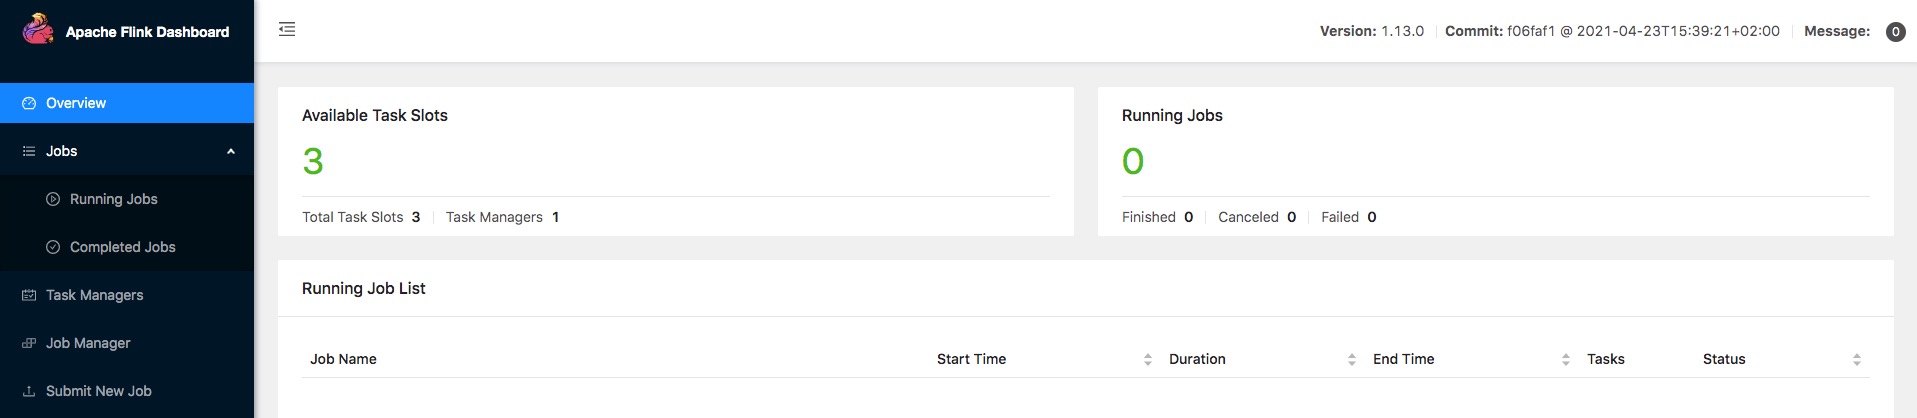 Apache Flink Dashboard
Version: 1.13.0 Commit: f06faf1 @ 2021-04-23T15:39:21+02:00 Message: 0
Overview
Jobs
Running Jobs
Completed Jobs
Task Managers
Job Manager
Submit New Job
Available Task Slots
3
Total Task Slots 3 Task Managers 1
Running Jobs
0
Finished 0 Canceled 0 Failed 0
Running Job List
Job Name Start Time Duration End Time Tasks Status